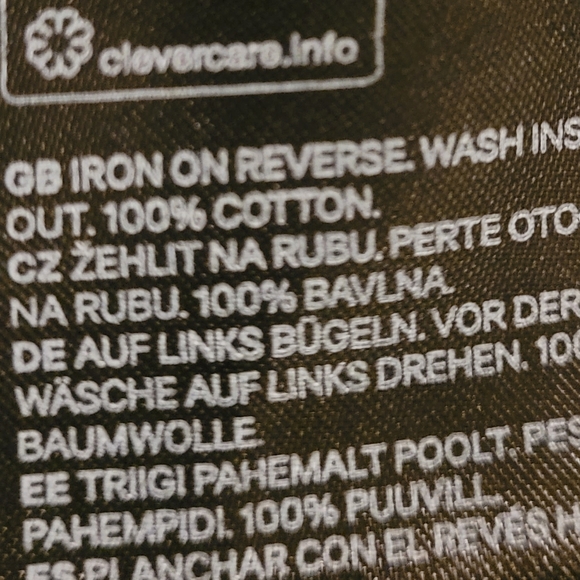 clevercare.info
GB IRON ON REVERSE. WASH INS
OUT. 100% COTTON.
CZ ŽEHLIT NA RUBU. PERTE OTO
NA RUBU. 100% BAVLNA.
DE AUF LINKS BÜGELN. VOR DER
WÄSCHE AUF LINKS DREHEN. 100
BAUMWOLLE.
EE TRIIGI PAHEMALT POOLT. PES
PAHEMPIDI. 100% PUUVILL.
ES PLANCHAR CON EL REVÉS H